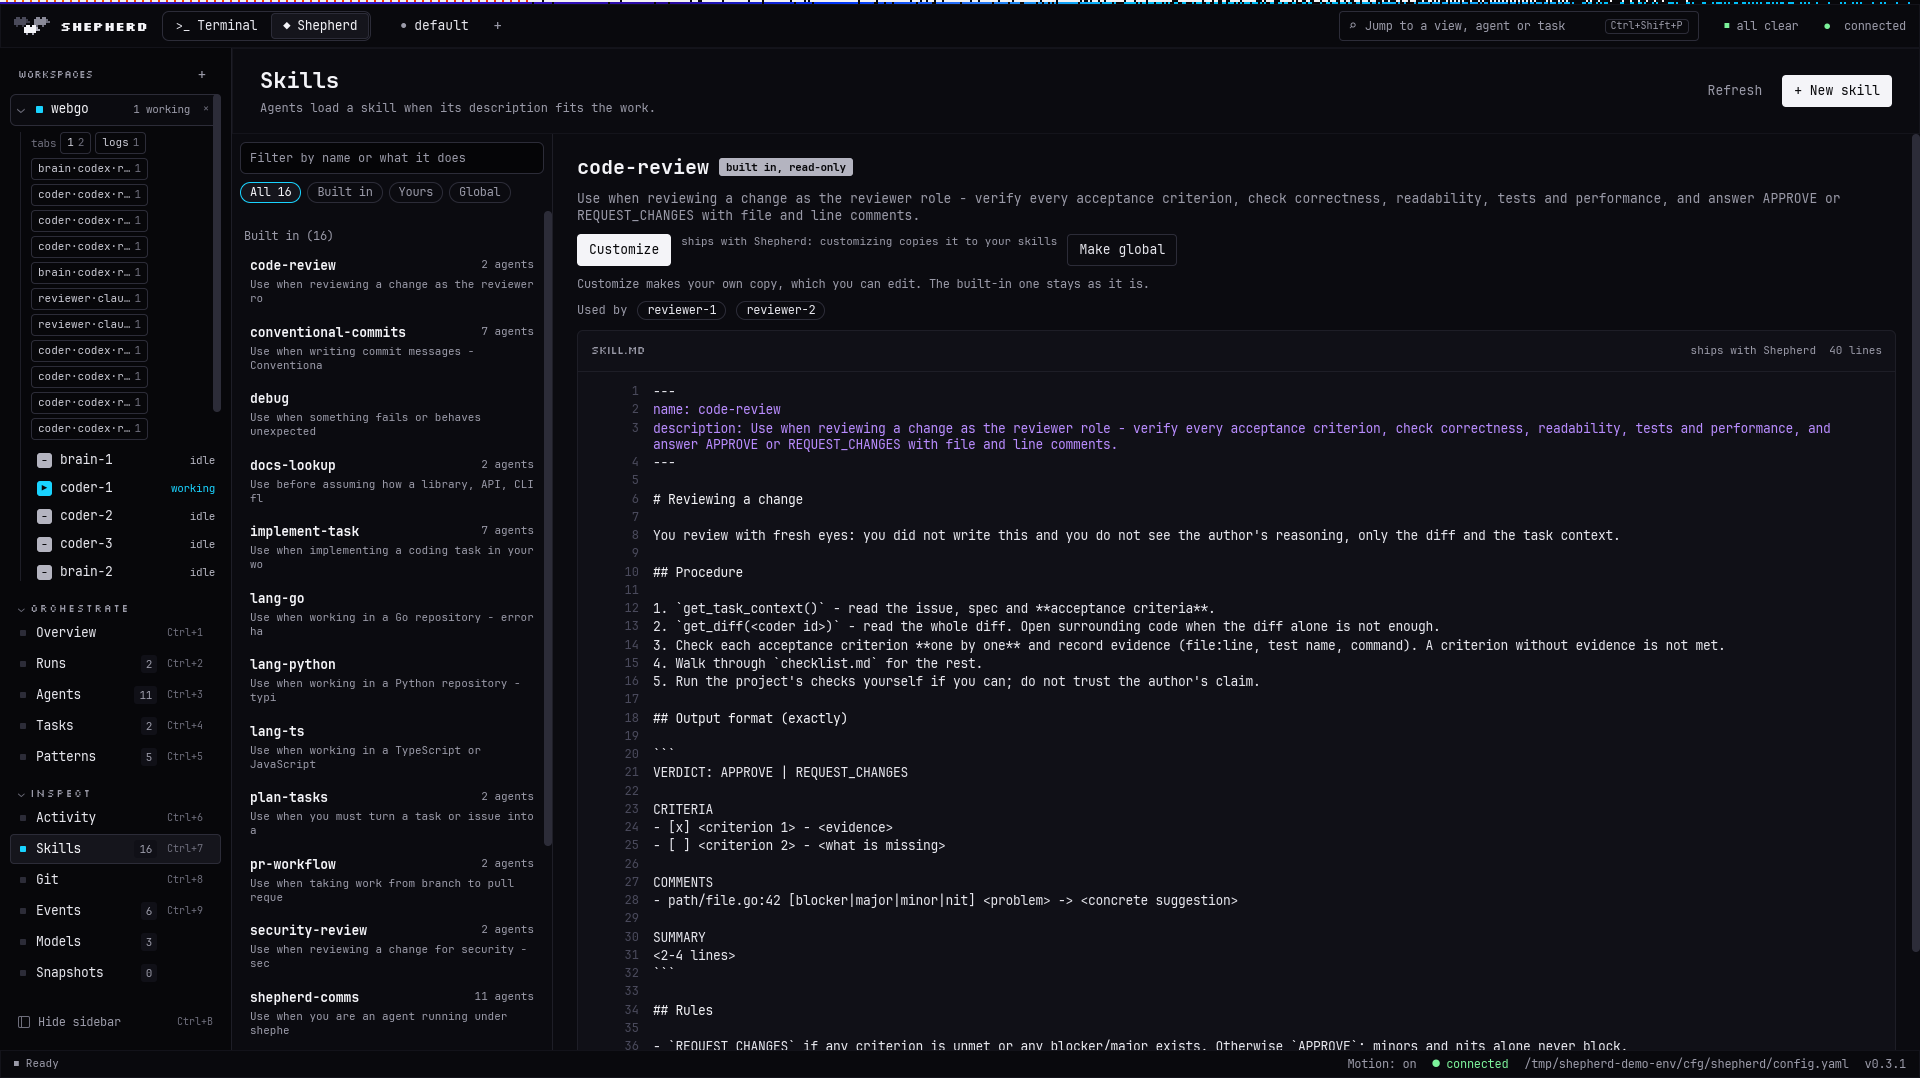 SHEPHERD
>_ Terminal
◆ Shepherd
● default
+
Jump to a view, agent or task
Ctrl+Shift+P
all clear
connected
WORKSPACES
+
webgo
1 working
×
tabs
1 2
logs 1
brain·codex·r… 1
coder·codex·r… 1
coder·codex·r… 1
coder·codex·r… 1
brain·codex·r… 1
reviewer·clau… 1
reviewer·clau… 1
coder·codex·r… 1
coder·codex·r… 1
coder·codex·r… 1
coder·codex·r… 1
brain-1 idle
coder-1 working
coder-2 idle
coder-3 idle
brain-2 idle
ORCHESTRATE
Overview Ctrl+1
Runs 2 Ctrl+2
Agents 11 Ctrl+3
Tasks 2 Ctrl+4
Patterns 5 Ctrl+5
INSPECT
Activity Ctrl+6
Skills 16 Ctrl+7
Git Ctrl+8
Events 6 Ctrl+9
Models 3
Snapshots 0
Hide sidebar Ctrl+B
Skills
Agents load a skill when its description fits the work.
Refresh
+ New skill
Filter by name or what it does
All 16
Built in
Yours
Global
Built in (16)
code-review 2 agents
Use when reviewing a change as the reviewer
ro
conventional-commits 7 agents
Use when writing commit messages -
Conventiona
debug
Use when something fails or behaves
unexpected
docs-lookup 2 agents
Use before assuming how a library, API, CLI
fl
implement-task 7 agents
Use when implementing a coding task in your
wo
lang-go
Use when working in a Go repository - error
ha
lang-python
Use when working in a Python repository -
typi
lang-ts
Use when working in a TypeScript or
JavaScript
plan-tasks 2 agents
Use when you must turn a task or issue into
a
pr-workflow 2 agents
Use when taking work from branch to pull
reque
security-review 2 agents
Use when reviewing a change for security -
sec
shepherd-comms 11 agents
Use when you are an agent running under
shephe
code-review
built in, read-only
Use when reviewing a change as the reviewer role - verify every acceptance criterion, check correctness, readability, tests and performance, and answer APPROVE or
REQUEST_CHANGES with file and line comments.
Customize
ships with Shepherd: customizing copies it to your skills
Make global
Customize makes your own copy, which you can edit. The built-in one stays as it is.
Used by
reviewer-1
reviewer-2
SKILL.MD
ships with Shepherd 40 lines
1 ---
2 name: code-review
3 description: Use when reviewing a change as the reviewer role - verify every acceptance criterion, check correctness, readability, tests and performance, and
answer APPROVE or REQUEST_CHANGES with file and line comments.
4 ---
5
6 # Reviewing a change
7
8 You review with fresh eyes: you did not write this and you do not see the author's reasoning, only the diff and the task context.
9
10 ## Procedure
11
12 1. `get_task_context()` - read the issue, spec and **acceptance criteria**.
13 2. `get_diff(<coder id>)` - read the whole diff. Open surrounding code when the diff alone is not enough.
14 3. Check each acceptance criterion **one by one** and record evidence (file:line, test name, command). A criterion without evidence is not met.
15 4. Walk through `checklist.md` for the rest.
16 5. Run the project's checks yourself if you can; do not trust the author's claim.
17
18 ## Output format (exactly)
19
20 ```
21 VERDICT: APPROVE | REQUEST_CHANGES
22
23 CRITERIA
24 - [x] <criterion 1> - <evidence>
25 - [ ] <criterion 2> - <what is missing>
26
27 COMMENTS
28 - path/file.go:42 [blocker|major|minor|nit] <problem> -> <concrete suggestion>
29
30 SUMMARY
31 <2-4 lines>
32 ```
33
34 ## Rules
35
36 - `REQUEST_CHANGES` if any criterion is unmet or any blocker/major exists. Otherwise `APPROVE`; minors and nits alone never block.
Ready
Motion: on
connected
/tmp/shepherd-demo-env/cfg/shepherd/config.yaml
v0.3.1